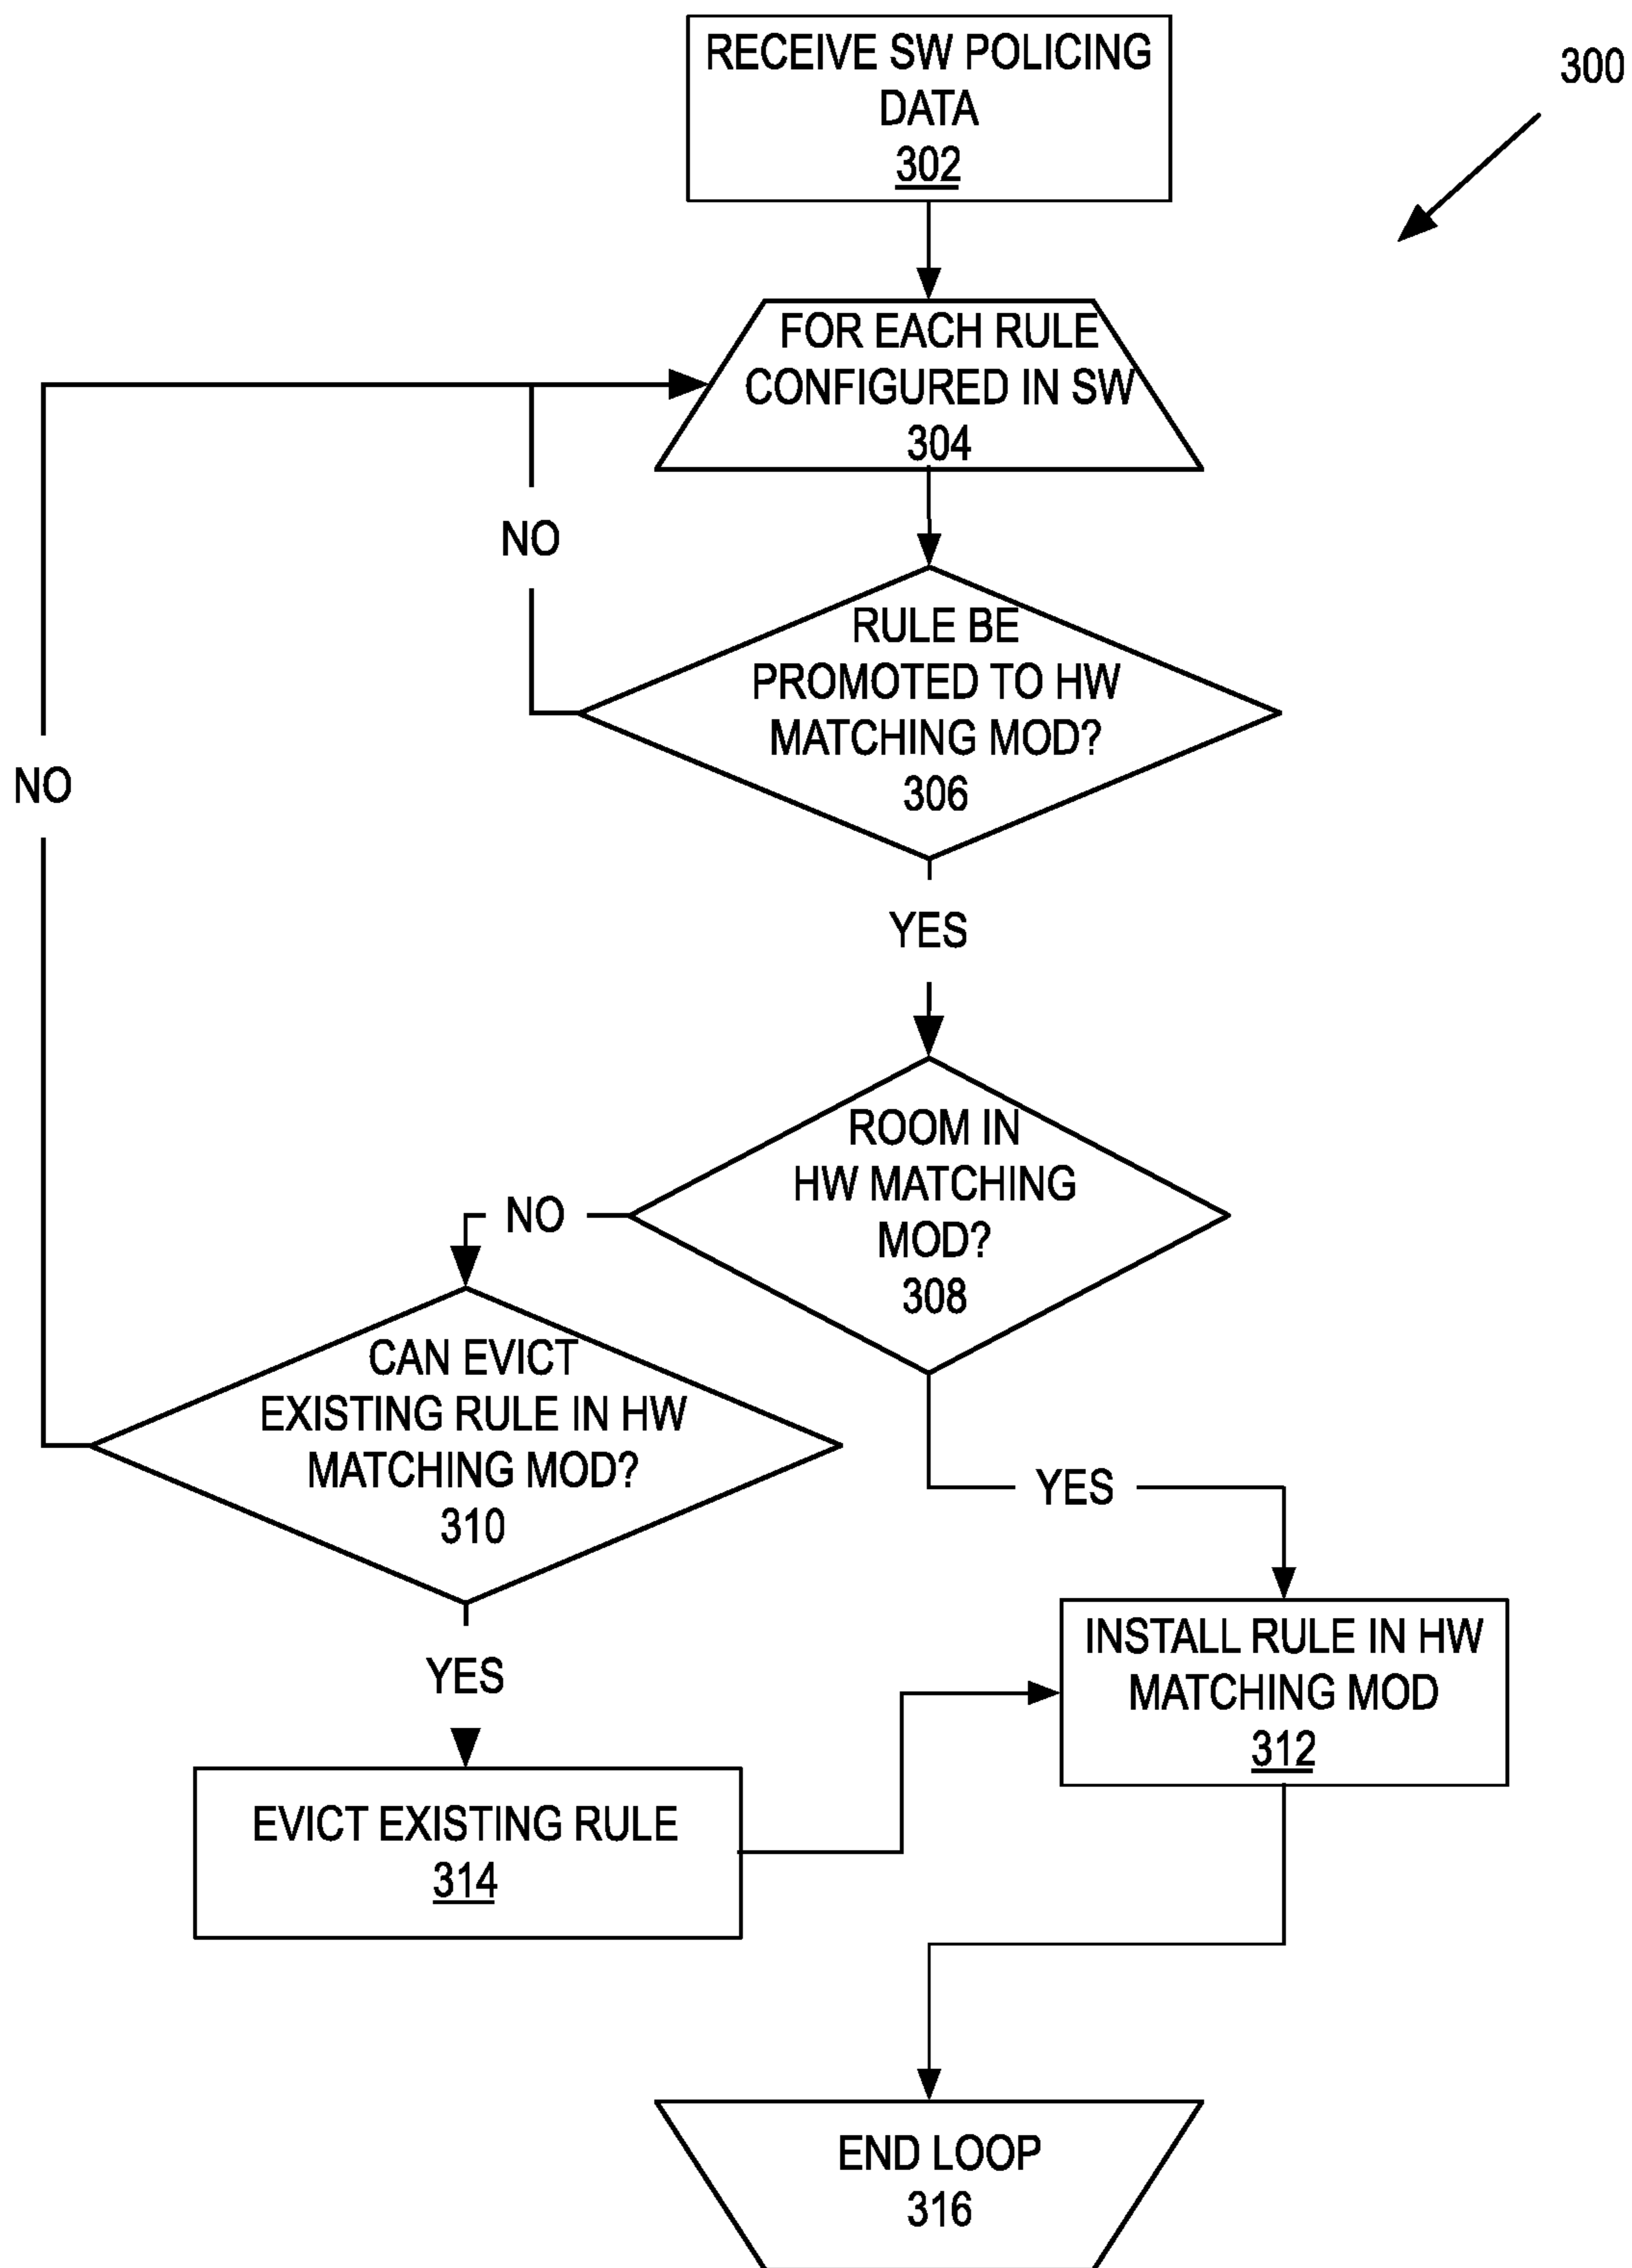 RECEIVE SW POLICING
DATA
302
300
FOR EACH RULE
CONFIGURED IN SW
304
NO
RULE BE
PROMOTED TO HW
MATCHING MOD?
306
NO
YES
ROOM IN
HW MATCHING
MOD?
308
NO
CAN EVICT
EXISTING RULE IN HW
MATCHING MOD?
310
YES
YES
INSTALL RULE IN HW
MATCHING MOD
312
EVICT EXISTING RULE
314
END LOOP
316